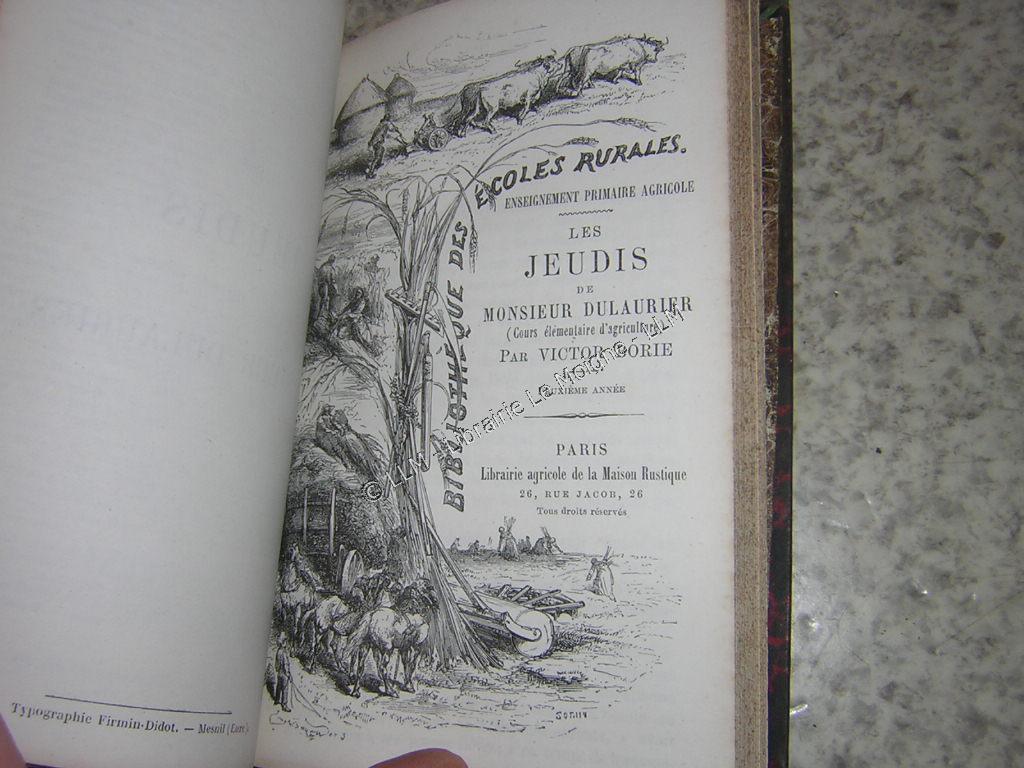 BIBLIOTHÈQUE DES ÉCOLES RURALES.
ENSEIGNEMENT PRIMAIRE AGRICOLE
LES
JEUDIS
DE
MONSIEUR DULAURIER
(Cours élémentaire d'agriculture)
PAR VICTOR BORIE
DEUXIÈME ANNÉE
PARIS
Librairie agricole de la Maison Rustique
26, RUE JACOB, 26
Tous droits réservés
Typographie Firmin-Didot. — Mesnil (Eure).
© LLM - Librairie Le Moigne - LLM